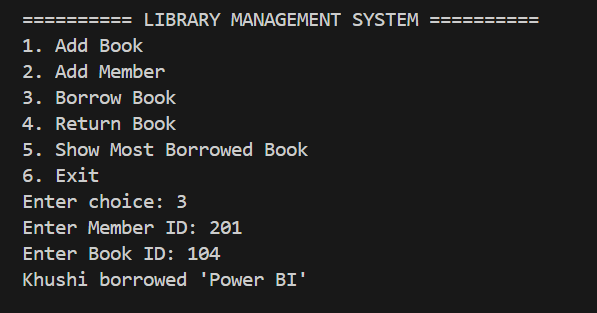 ========== LIBRARY MANAGEMENT SYSTEM ==========
1. Add Book
2. Add Member
3. Borrow Book
4. Return Book
5. Show Most Borrowed Book
6. Exit
Enter choice: 3
Enter Member ID: 201
Enter Book ID: 104
Khushi borrowed 'Power BI'